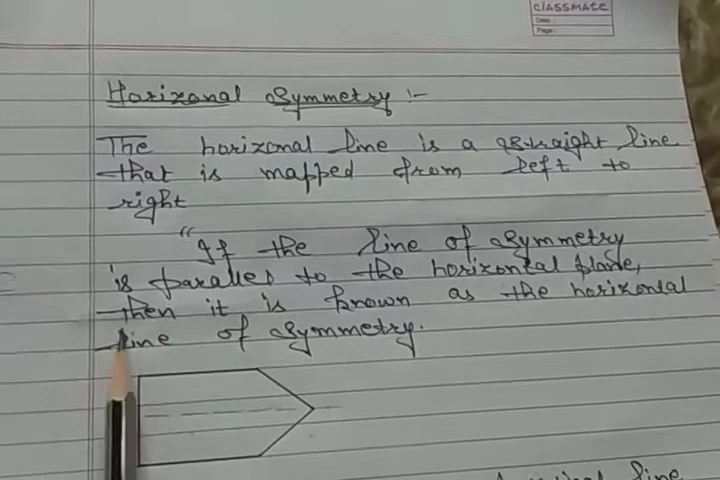 CLASSMATE
Date :
Page :
Horizonal Symmetry :-
The horizonal line is a straight line
that is mapped from left to
right
"If the line of Symmetry
is parallel to the horizontal plane,
then it is known as the horizontal
line of Symmetry.
line